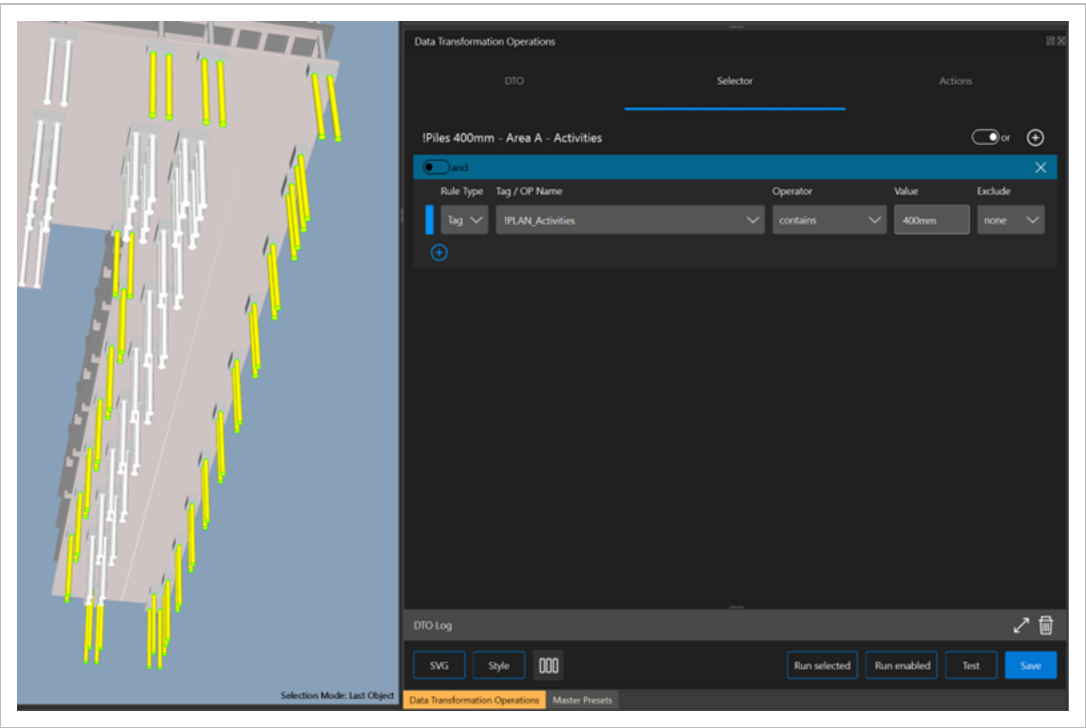 Data Transformation Operations
DTO Selector Actions
!Piles 400mm - Area A - Activities or
and
Rule Type Tag / OP Name Operator Value Exclude
Tag !PLAN_Activities contains 400mm none
DTO Log
SVG Style Run selected Run enabled Test Save
Selection Mode: Last Object
Data Transformation Operations Master Presets